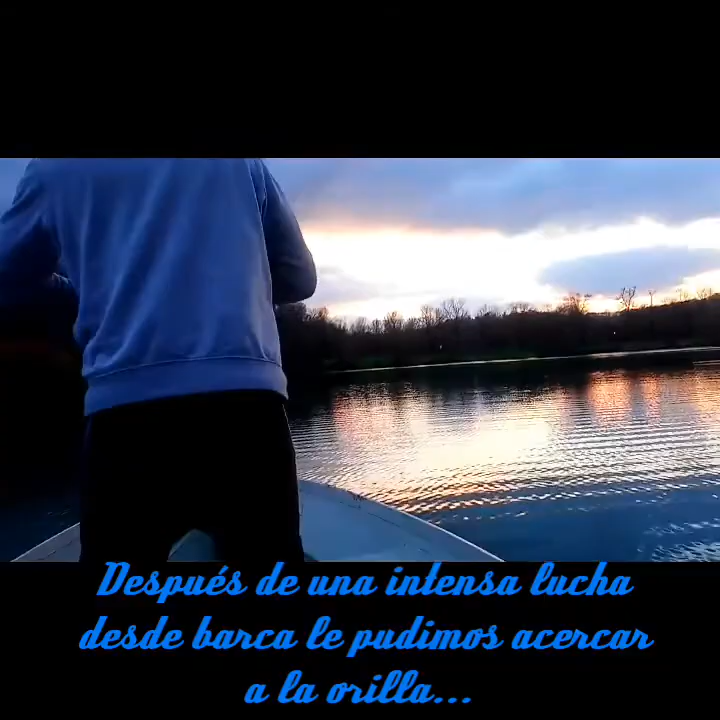 Después de una intensa lucha
desde barca le pudimos acercar
a la orilla...